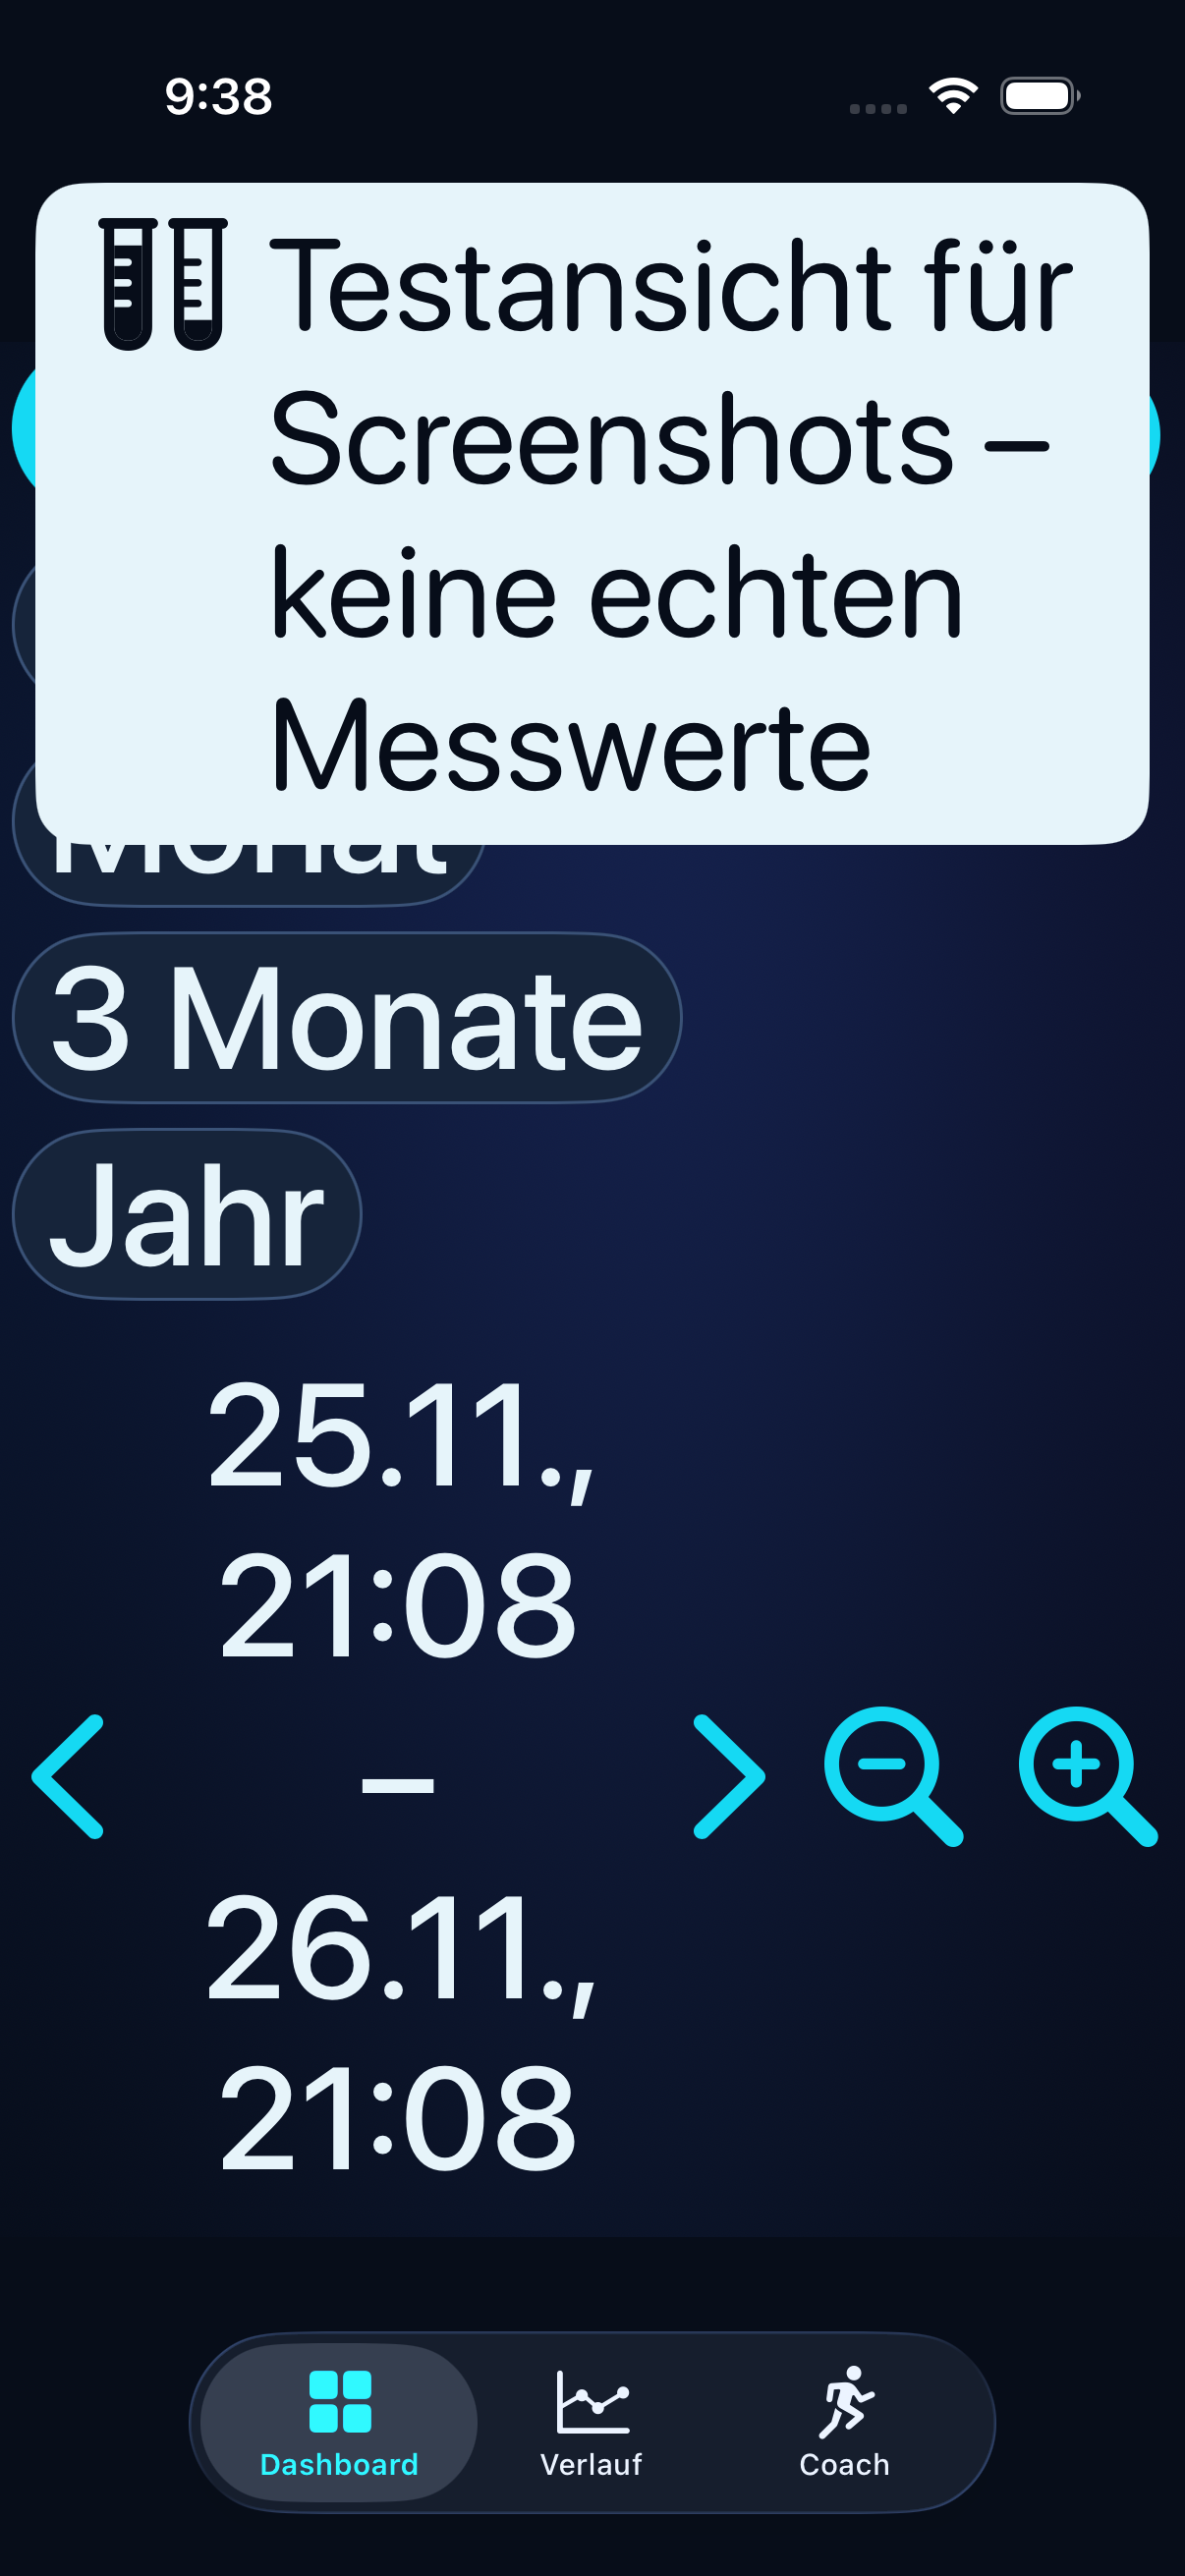 9:38
Testansicht für
Screenshots –
keine echten
Messwerte
Monat
3 Monate
Jahr
25.11.,
21:08
–
26.11.,
21:08
Dashboard
Verlauf
Coach